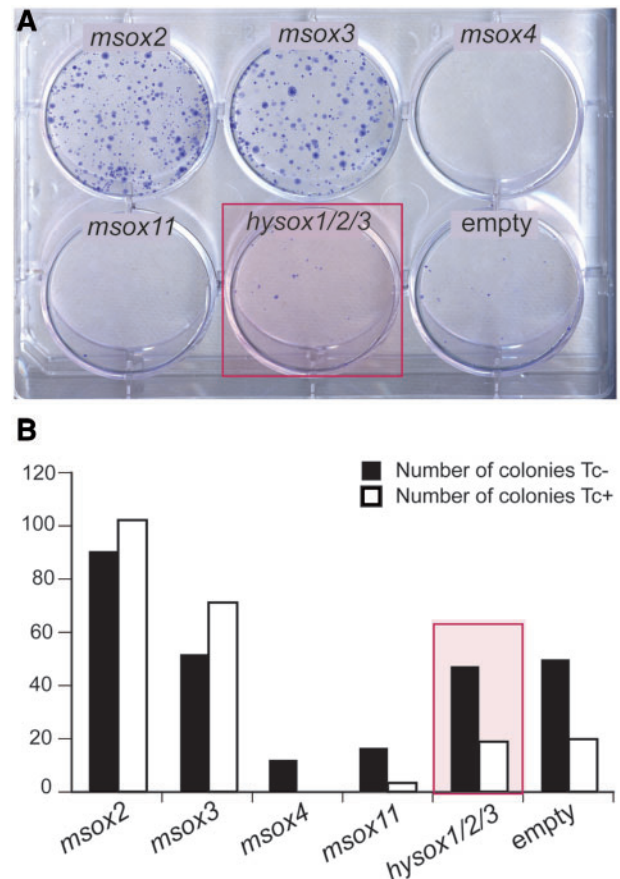 A
msox2 msox3 msox4
msox11 hysox1/2/3 empty
B
Number of colonies Tc-
Number of colonies Tc+
120
100
80
60
40
20
0
msox2 msox3 msox4 msox11 hysox1/2/3 empty